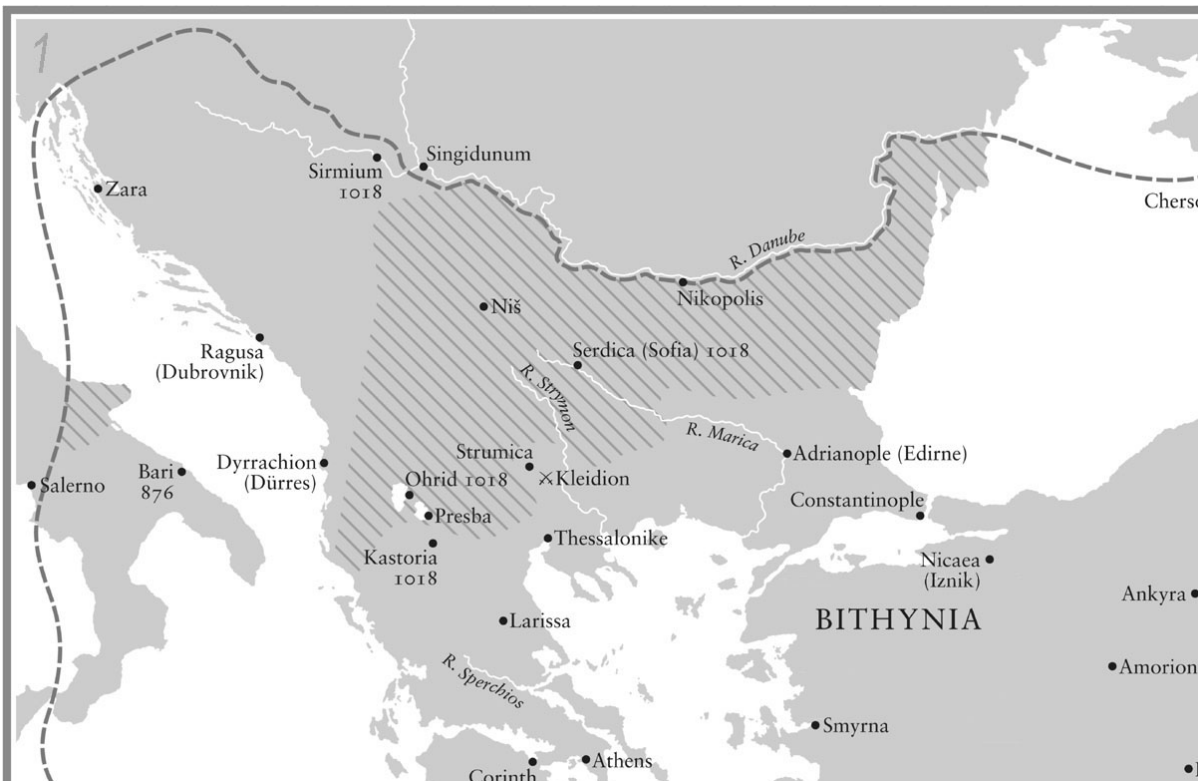 1
Singidunum
Sirmium
1018
Zara
Cherso
R. Danube
Nikopolis
Niš
Ragusa
(Dubrovnik)
Serdica (Sofia) 1018
R. Strymon
R. Marica
Strumica
Adrianople (Edirne)
Dyrrachion
(Dürres)
Bari
876
Salerno
Ohrid 1018
Kleidion
Constantinople
Presba
Thessalonike
Kastoria
1018
Nicaea
(Iznik)
Ankyra
BITHYNIA
Larissa
R. Sperchios
Amorion
Smyrna
Athens
Corinth